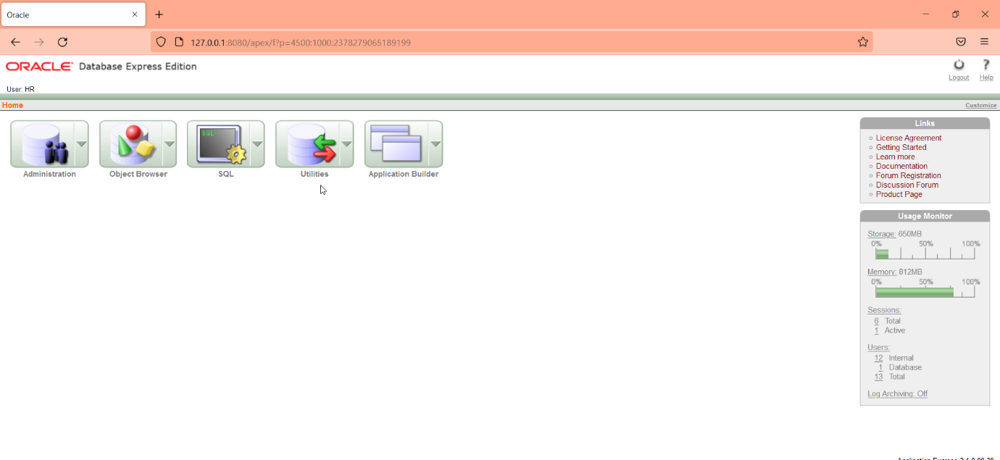 Oracle
127.0.0.1:8080/apex/f?p=4500:1000:2378279065189199
ORACLE Database Express Edition
Logout Help
User: HR
Home
Customize
SQL>
Administration
Object Browser
SQL
Utilities
Application Builder
Links
License Agreement
Getting Started
Learn more
Documentation
Forum Registration
Discussion Forum
Product Page
Usage Monitor
Storage: 650MB
0% 50% 100%
Memory: 812MB
0% 50% 100%
Sessions:
6 Total
1 Active
Users:
12 Internal
1 Database
13 Total
Log Archiving: Off
Application Express